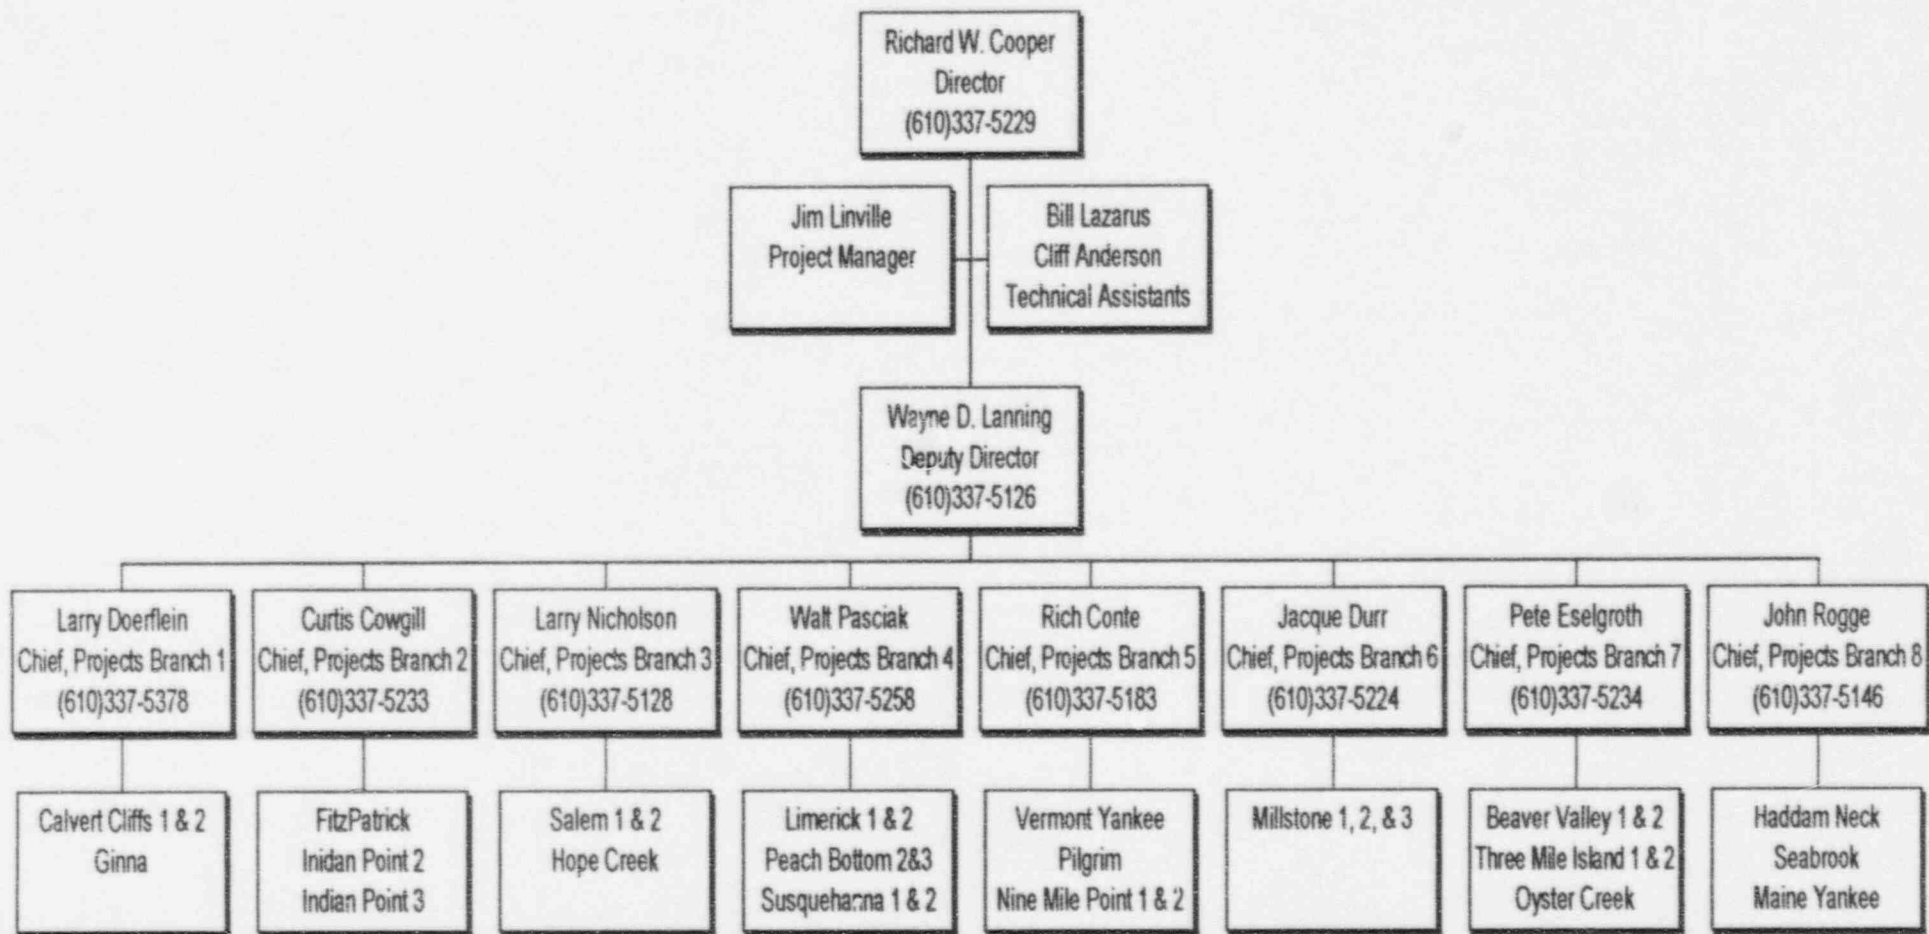 Richard W. Cooper
Director
(610)337-5229
Jim Linville
Project Manager
Bill Lazarus
Cliff Anderson
Technical Assistants
Wayne D. Lanning
Deputy Director
(610)337-5126
Larry Doerflein
Chief, Projects Branch 1
(610)337-5378
Curtis Cowgill
Chief, Projects Branch 2
(610)337-5233
Larry Nicholson
Chief, Projects Branch 3
(610)337-5128
Walt Pasciak
Chief, Projects Branch 4
(610)337-5258
Rich Conte
Chief, Projects Branch 5
(610)337-5183
Jacque Durr
Chief, Projects Branch 6
(610)337-5224
Pete Eselgroth
Chief, Projects Branch 7
(610)337-5234
John Rogge
Chief, Projects Branch 8
(610)337-5146
Calvert Cliffs 1 & 2
Ginna
FitzPatrick
Inidan Point 2
Indian Point 3
Salem 1 & 2
Hope Creek
Limerick 1 & 2
Peach Bottom 2&3
Susquehanna 1 & 2
Vermont Yankee
Pilgrim
Nine Mile Point 1 & 2
Millstone 1, 2, & 3
Beaver Valley 1 & 2
Three Mile Island 1 & 2
Oyster Creek
Haddam Neck
Seabrook
Maine Yankee